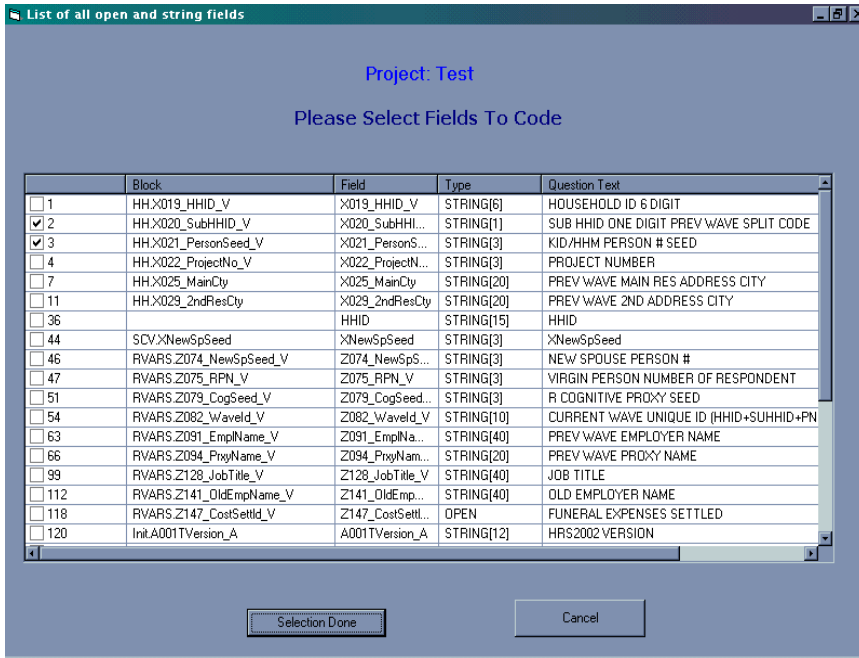 List of all open and string fields
Project: Test
Please Select Fields To Code
Block Field Type Question Text
1 HH.X019_HHID_V X019_HHID_V STRING[6] HOUSEHOLD ID 6 DIGIT
2 HH.X020_SubHHID_V X020_SubHHI... STRING[1] SUB HHID ONE DIGIT PREV WAVE SPLIT CODE
3 HH.X021_PersonSeed_V X021_PersonS... STRING[3] KID/HHM PERSON # SEED
4 HH.X022_ProjectNo_V X022_ProjectN... STRING[3] PROJECT NUMBER
7 HH.X025_MainCty X025_MainCty STRING[20] PREV WAVE MAIN RES ADDRESS CITY
11 HH.X029_2ndResCty X029_2ndResCty STRING[20] PREV WAVE 2ND ADDRESS CITY
36 HHID STRING[15] HHID
44 SCV.XNewSpSeed XNewSpSeed STRING[3] XNewSpSeed
46 RVARS.Z074_NewSpSeed_V Z074_NewSpS... STRING[3] NEW SPOUSE PERSON #
47 RVARS.Z075_RPN_V Z075_RPN_V STRING[3] VIRGIN PERSON NUMBER OF RESPONDENT
51 RVARS.Z079_CogSeed_V Z079_CogSeed... STRING[3] R COGNITIVE PROXY SEED
54 RVARS.Z082_WaveId_V Z082_WaveId_V STRING[10] CURRENT WAVE UNIQUE ID (HHID+SUHHID+PN
63 RVARS.Z091_EmplName_V Z091_EmplNa... STRING[40] PREV WAVE EMPLOYER NAME
66 RVARS.Z094_PrxyName_V Z094_PrxyNam... STRING[20] PREV WAVE PROXY NAME
99 RVARS.Z128_JobTitle_V Z128_JobTitle_V STRING[40] JOB TITLE
112 RVARS.Z141_OldEmpName_V Z141_OldEmp... STRING[40] OLD EMPLOYER NAME
118 RVARS.Z147_CostSettld_V Z147_CostSettl... OPEN FUNERAL EXPENSES SETTLED
120 Init.A001TVersion_A A001TVersion_A STRING[12] HRS2002 VERSION
Selection Done Cancel